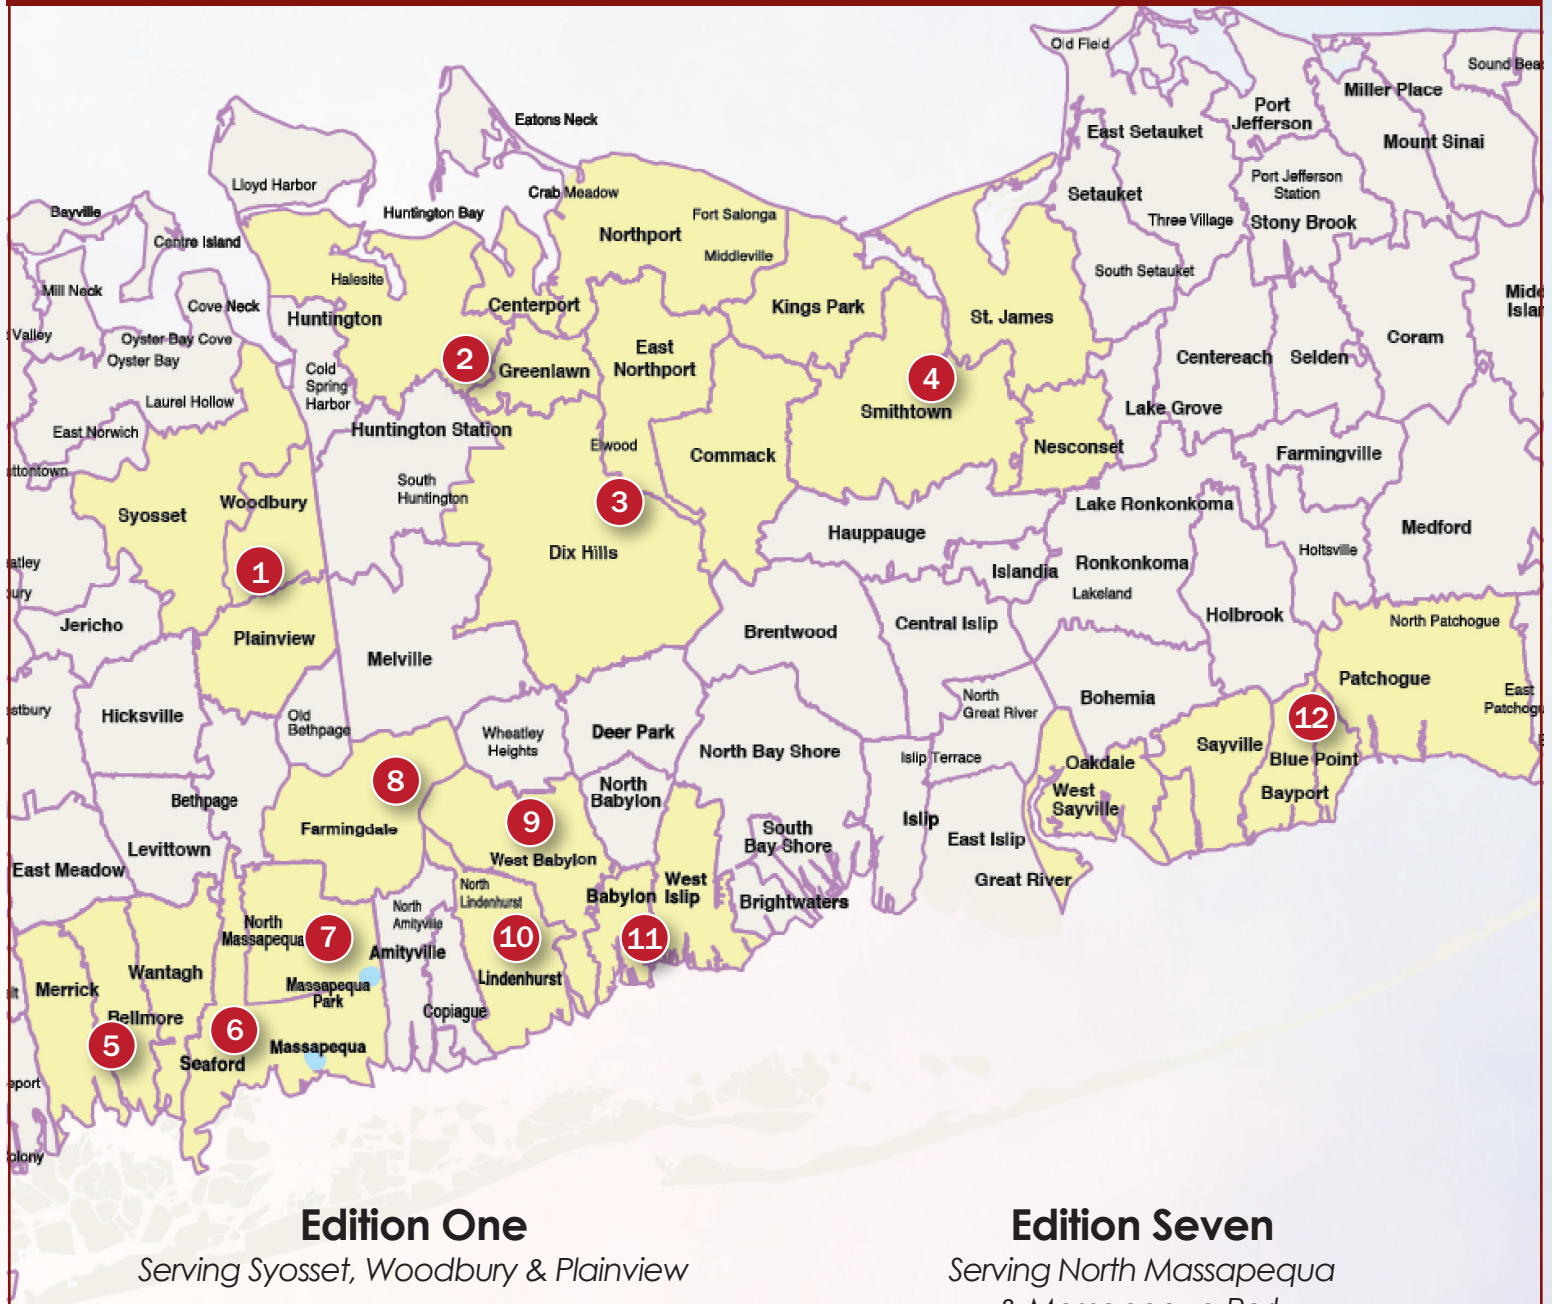 Old Field
Sound Bea
Miller Place
Port
Jefferson
Eatons Neck
East Setauket
Mount Sinai
Lloyd Harbor
Crab Meadow
Port Jefferson
Station
Setauket
Bayville
Huntington Bay
Fort Salonga
Three Village
Stony Brook
Centre Island
Northport
Middleville
South Setauket
Halesite
Mill Neck
Cove Neck
Centerport
Kings Park
Midd
Islan
Huntington
St. James
Valley
Oyster Bay Cove
Oyster Bay
East
Northport
Coram
Centereach
Selden
2
Greenlawn
Cold
Spring
Harbor
4
Laurel Hollow
Smithtown
Lake Grove
East Norwich
Huntington Station
Elwood
Commack
Nesconset
Farmingville
uttontown
South
Huntington
Woodbury
3
Lake Ronkonkoma
Syosset
Hauppauge
Medford
Dix Hills
Holtsville
1
Islandia
Ronkonkoma
Lakeland
Jericho
Holbrook
Plainview
Brentwood
Central Islip
North Patchogue
Melville
Patchogue
stbury
Hicksville
Old
Bethpage
North
Great River
Bohemia
East
Patchogu
12
Wheatley
Heights
Deer Park
North Bay Shore
Islip Terrace
Sayville
Blue Point
Oakdale
8
North
Babylon
West
Sayville
Bayport
Bethpage
9
Farmingdale
South
Bay Shore
Islip
East Islip
Levittown
West Babylon
East Meadow
Great River
North
Lindenhurst
Babylon
West
Islip
Brightwaters
North
Amityville
North
Massapequa
7
10
11
Amityville
Wantagh
Lindenhurst
Merrick
Massapequa
Park
Copiague
Bellmore
6
5
Massapequa
Seaford
eport
olony
Edition One
Serving Syosset, Woodbury & Plainview
Edition Seven
Serving North Massapequa